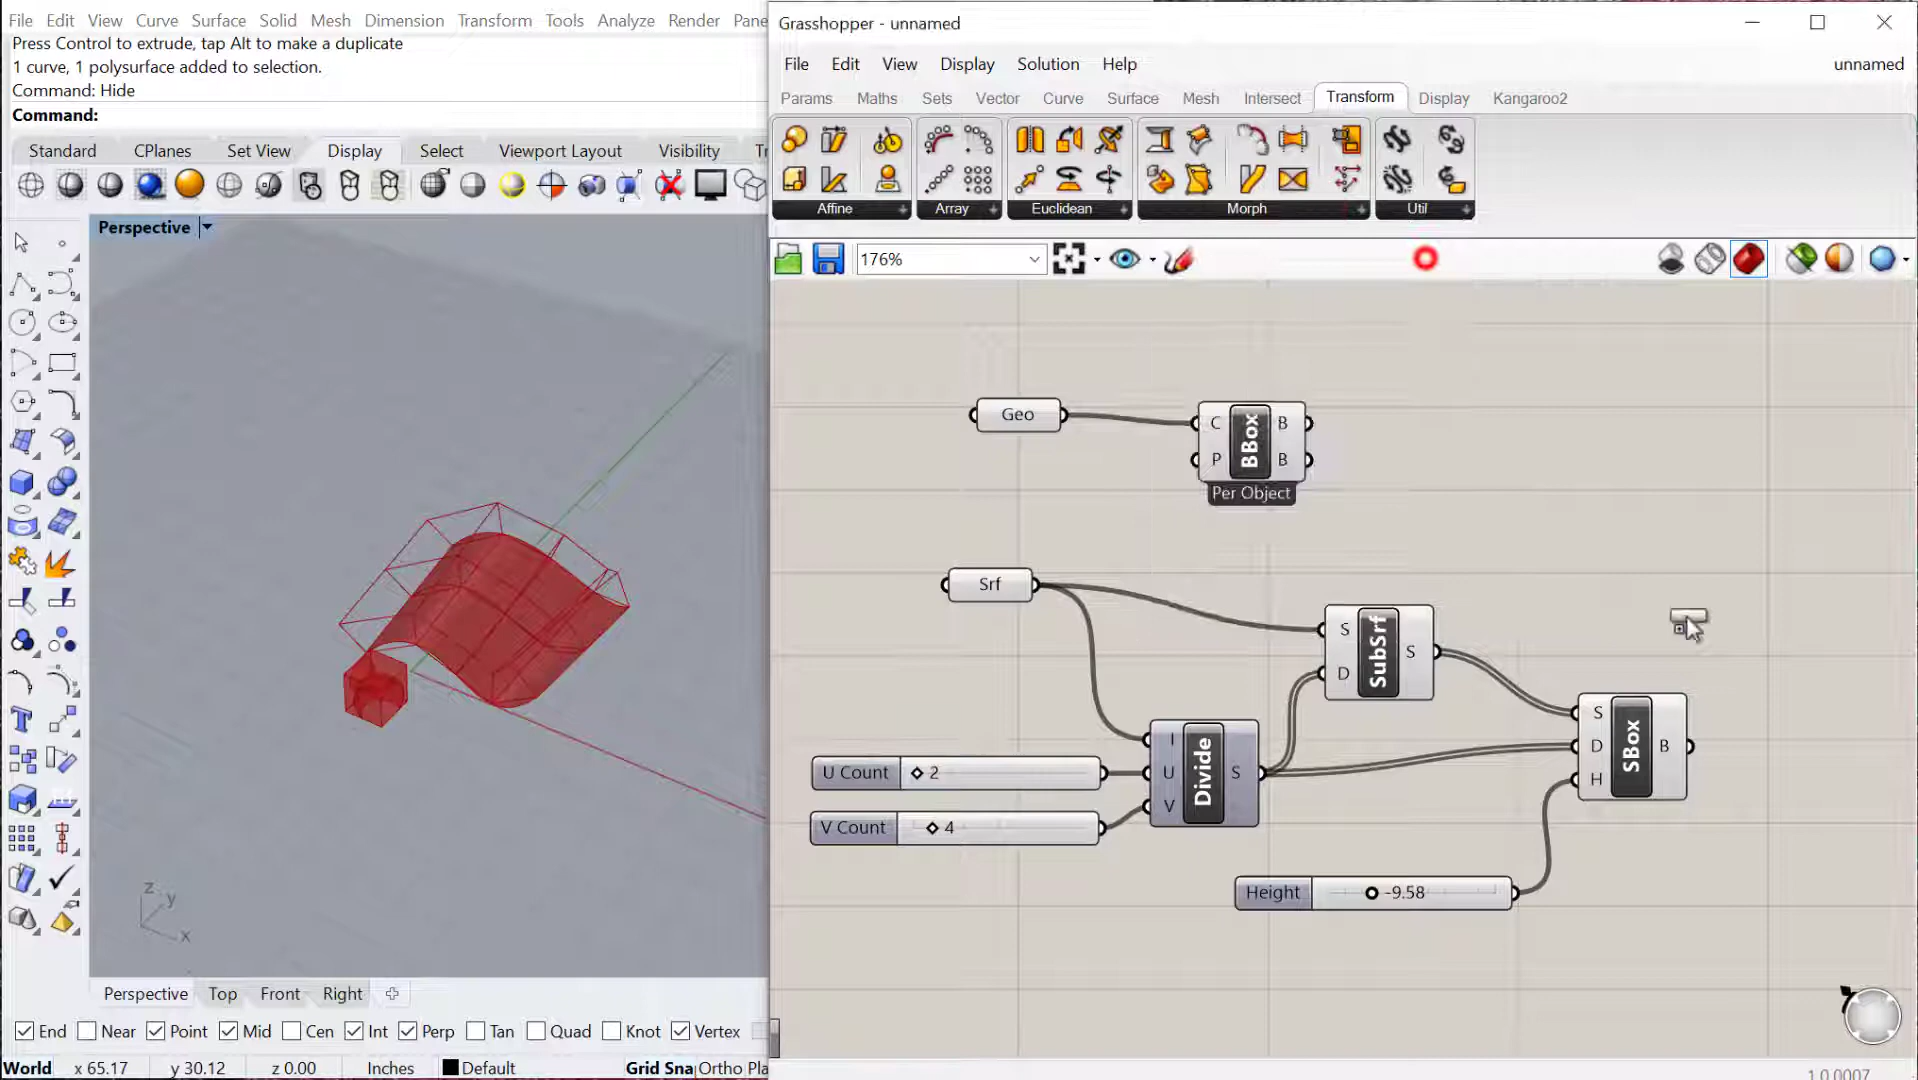 File Edit View Curve Surface Solid Mesh Dimension Transform Tools Analyze Render Pane
Press Control to extrude, tap Alt to make a duplicate
1 curve, 1 polysurface added to selection.
Command: Hide
Command:
Standard CPlanes Set View Display Select Viewport Layout Visibility
Perspective
Grasshopper - unnamed
File Edit View Display Solution Help unnamed
Params Maths Sets Vector Curve Surface Mesh Intersect Transform Display Kangaroo2
Affine Array Euclidean Morph Util
176%
Geo
C BBox B
P B
Per Object
Srf
S SubSrf S
D
I
U Divide S
V
U Count 2
V Count 4
S SBox
D B
H
Height -9.58
z
y
x
Perspective Top Front Right
End Near Point Mid Cen Int Perp Tan Quad Knot Vertex
World x 65.17 y 30.12 z 0.00 Inches Default Grid Sna Ortho Pla
1.0.0007